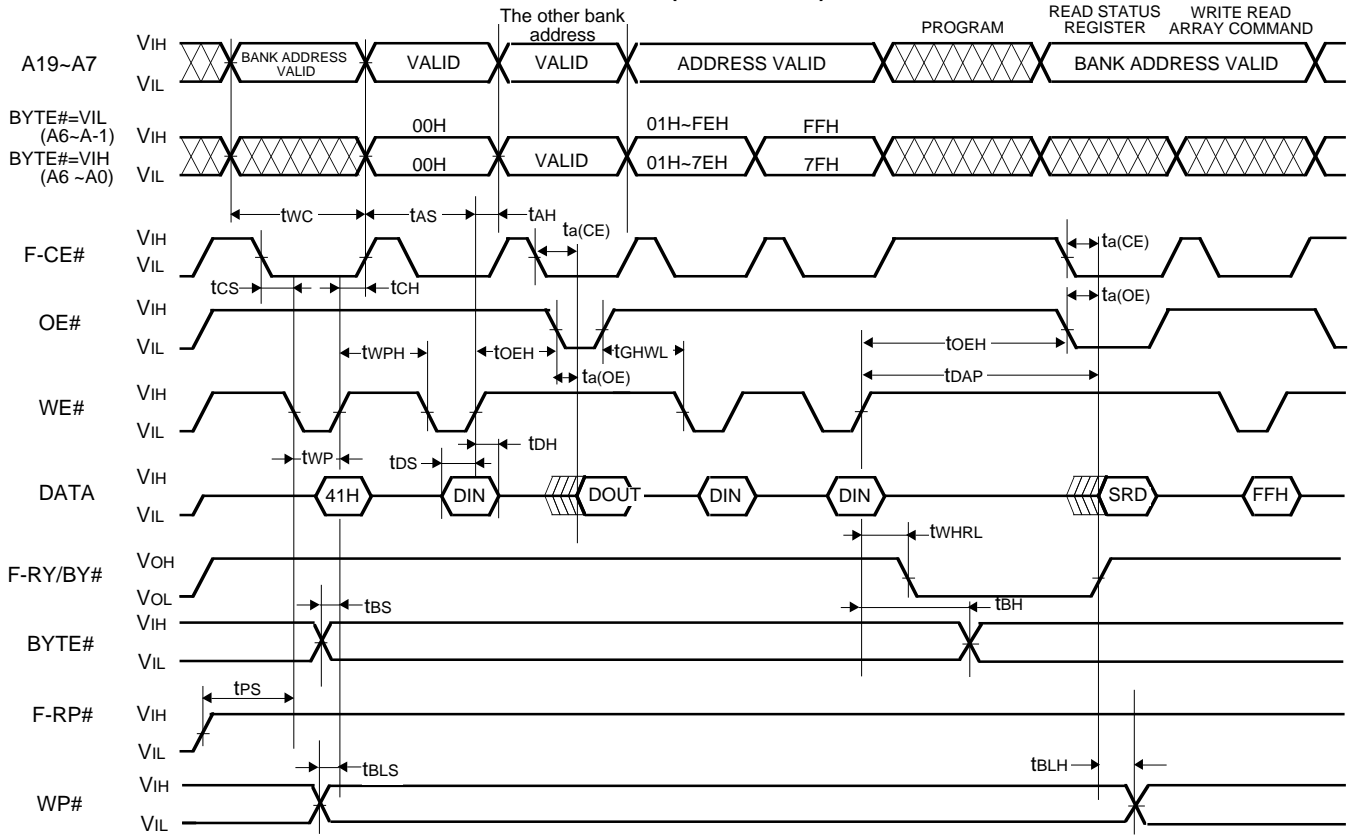 The other bank
address
PROGRAM
READ STATUS
REGISTER
WRITE READ
ARRAY COMMAND
A19~A7
VIH
VIL
BANK ADDRESS
VALID
VALID
VALID
ADDRESS VALID
BANK ADDRESS VALID
BYTE#=VIL
(A6~A-1)
BYTE#=VIH
(A6 ~A0)
VIH
VIL
00H
01H~FEH
FFH
00H
VALID
01H~7EH
7FH
tWC
tAS
tAH
ta(CE)
F-CE#
VIH
VIL
ta(CE)
tCS
tCH
OE#
VIH
VIL
ta(OE)
tWPH
tOEH
tGHWL
tOEH
ta(OE)
tDAP
WE#
VIH
VIL
tWP
tDS
tDH
DATA
VIH
VIL
41H
DIN
DOUT
DIN
DIN
SRD
FFH
tWHRL
F-RY/BY#
VOH
VOL
tBS
tBH
BYTE#
VIH
VIL
tPS
F-RP#
VIH
VIL
tBLS
tBLH
WP#
VIH
VIL